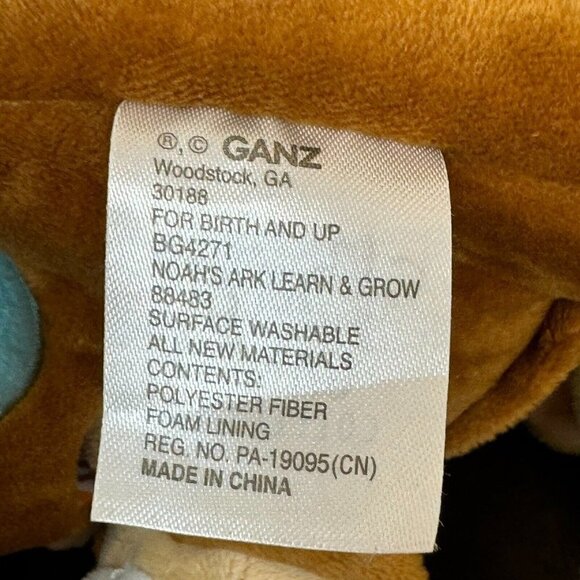 ®, © GANZ
Woodstock, GA
30188
FOR BIRTH AND UP
BG4271
NOAH'S ARK LEARN & GROW
88483
SURFACE WASHABLE
ALL NEW MATERIALS
CONTENTS:
POLYESTER FIBER
FOAM LINING
REG. NO. PA-19095(CN)
MADE IN CHINA